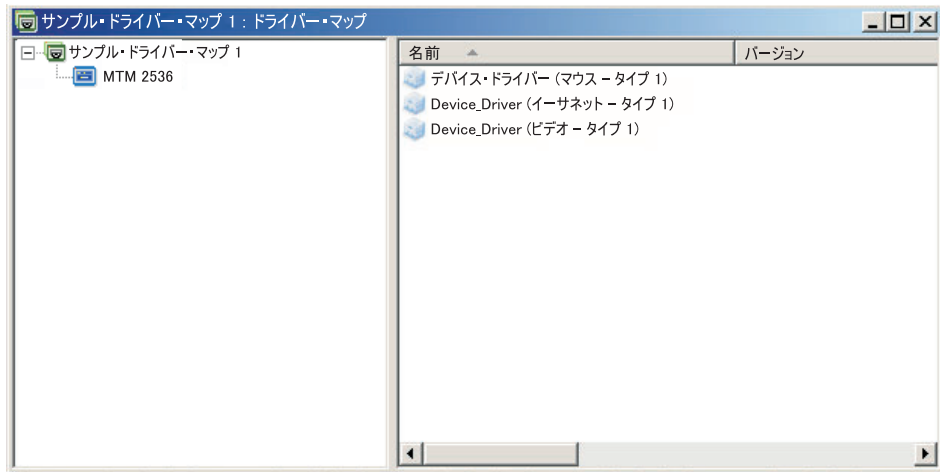 サンプル・ドライバー・マップ 1 : ドライバー・マップ
サンプル・ドライバー・マップ 1
MTM 2536
名前 バージョン
デバイス・ドライバー (マウス – タイプ 1)
Device_Driver (イーサネット – タイプ 1)
Device_Driver (ビデオ – タイプ 1)